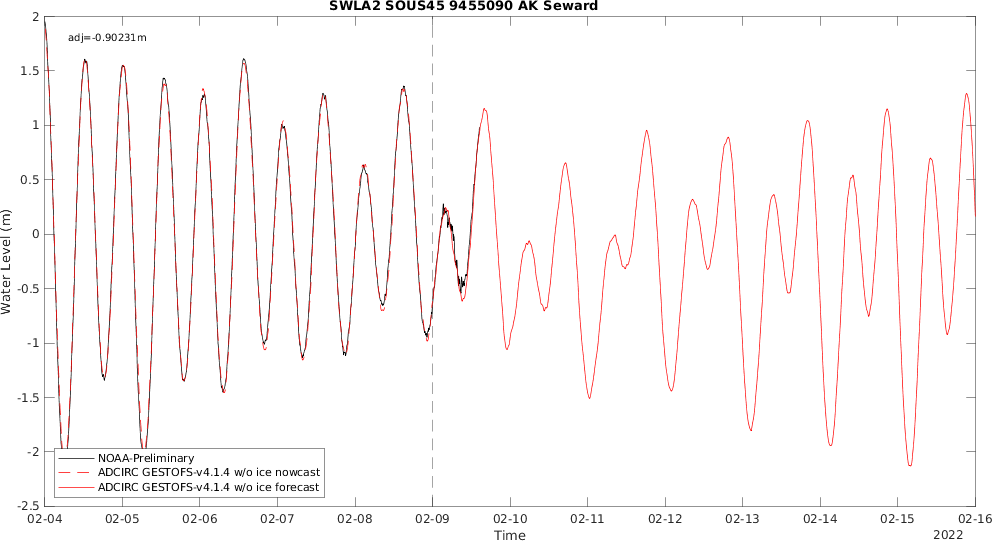 SWLA2 SOUS45 9455090 AK Seward
adj=-0.90231m
2
1.5
1
0.5
0
-0.5
-1
-1.5
-2
-2.5
Water Level (m)
NOAA-Preliminary
ADCIRC GESTOFS-v4.1.4 w/o ice nowcast
ADCIRC GESTOFS-v4.1.4 w/o ice forecast
02-04 02-05 02-06 02-07 02-08 02-09 02-10 02-11 02-12 02-13 02-14 02-15 02-16
Time
2022